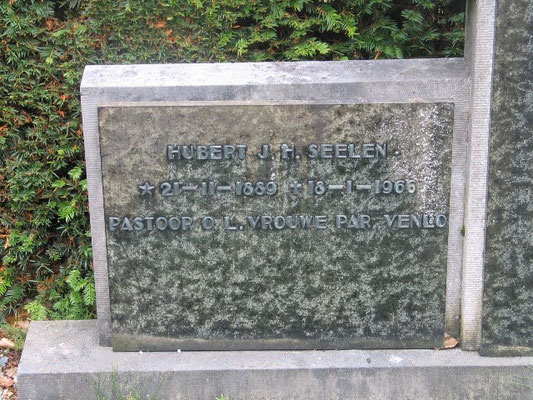 HUBERT J. H. SEELEN.
* 21-11-1889 † 18-1-1966
PASTOOR O. L. VROUWE PAR. VENLO